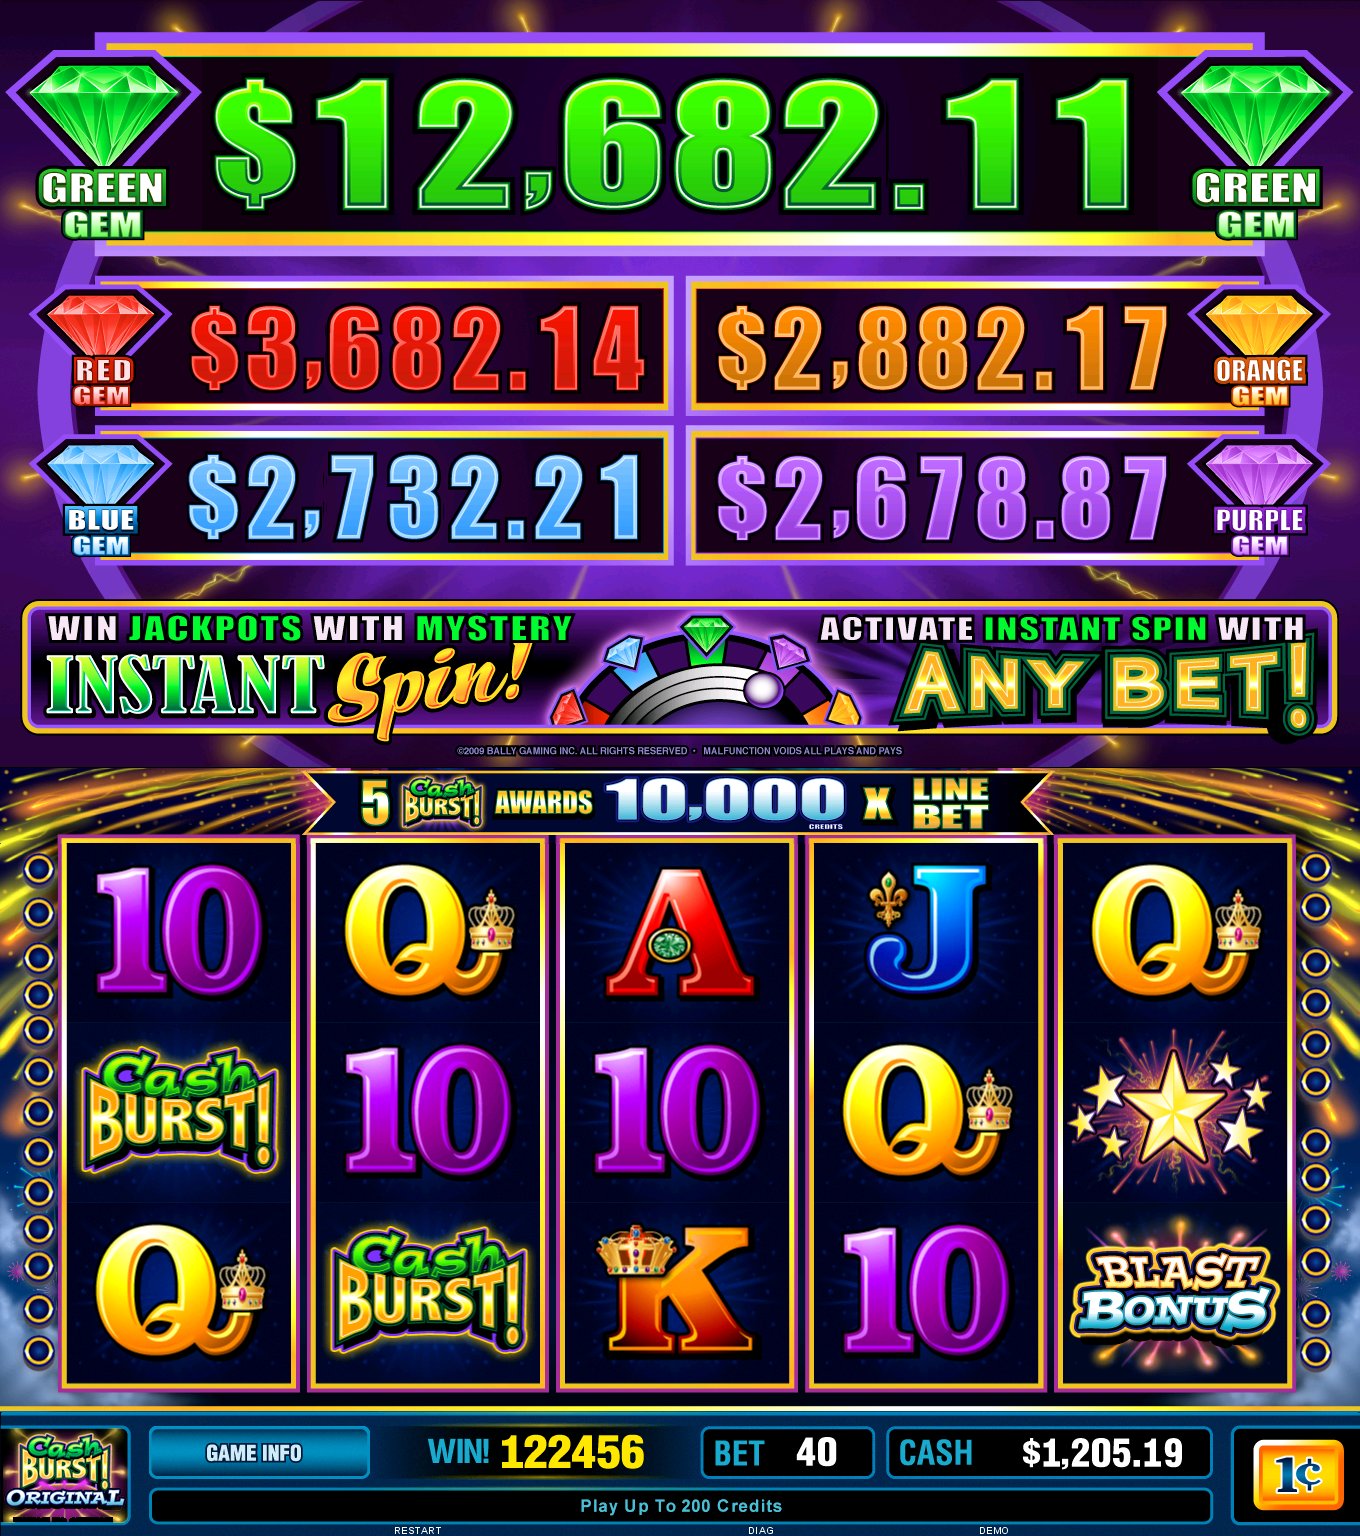 $12,682.11
GREEN GEM
GREEN GEM
RED GEM
$3,682.14
$2,882.17
ORANGE GEM
BLUE GEM
$2,732.21
$2,678.87
PURPLE GEM
WIN JACKPOTS WITH MYSTERY
INSTANT Spin!
ACTIVATE INSTANT SPIN WITH
ANY BET!
©2009 BALLY GAMING INC. ALL RIGHTS RESERVED • MALFUNCTION VOIDS ALL PLAYS AND PAYS
5 Cash BURST! AWARDS 10,000 CREDITS X LINE BET
10 Q A J Q
Cash BURST! 10 10 Q
Q Cash BURST! K 10 BLAST BONUS
Cash BURST! ORIGINAL
GAME INFO
WIN! 122456
BET 40
CASH $1,205.19
1¢
Play Up To 200 Credits
RESTART DIAG DEMO